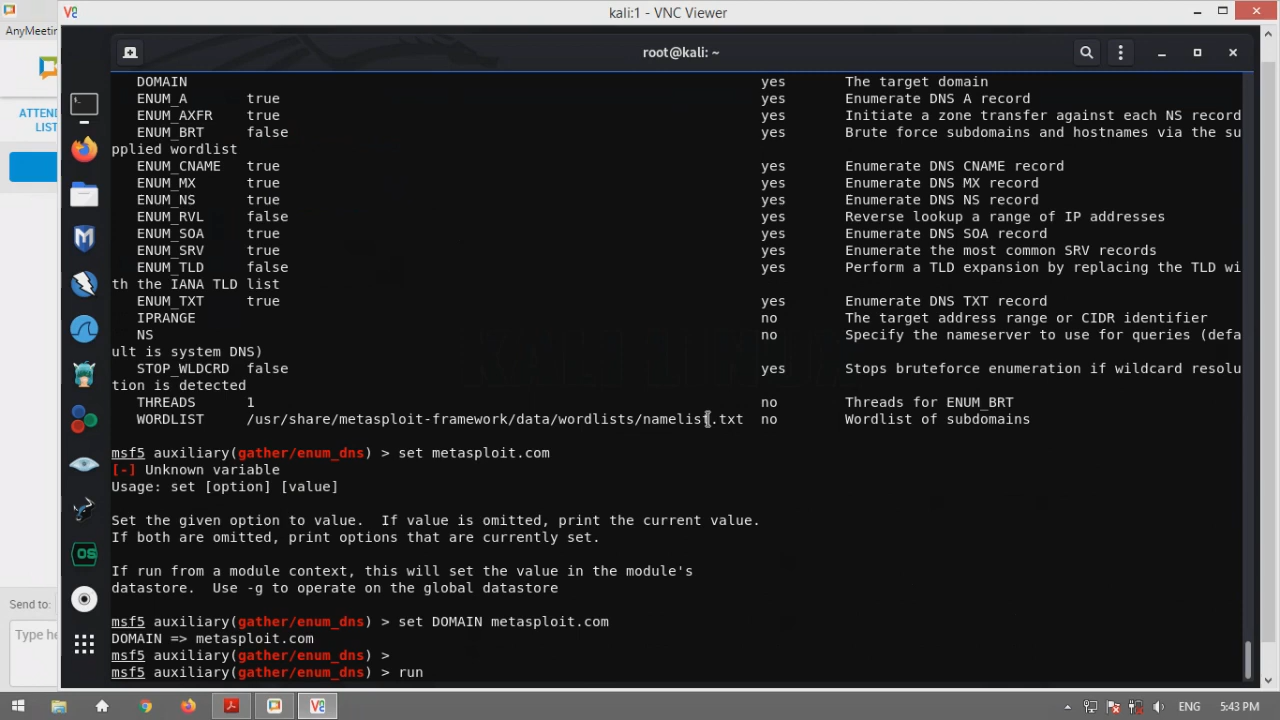 kali:1 - VNC Viewer
AnyMeeting
root@kali: ~
ATTEND
LIST
DOMAIN yes The target domain
ENUM_A true yes Enumerate DNS A record
ENUM_AXFR true yes Initiate a zone transfer against each NS record
ENUM_BRT false yes Brute force subdomains and hostnames via the su
pplied wordlist
ENUM_CNAME true yes Enumerate DNS CNAME record
ENUM_MX true yes Enumerate DNS MX record
ENUM_NS true yes Enumerate DNS NS record
ENUM_RVL false yes Reverse lookup a range of IP addresses
ENUM_SOA true yes Enumerate DNS SOA record
ENUM_SRV true yes Enumerate the most common SRV records
ENUM_TLD false yes Perform a TLD expansion by replacing the TLD wi
th the IANA TLD list
ENUM_TXT true yes Enumerate DNS TXT record
IPRANGE no The target address range or CIDR identifier
NS no Specify the nameserver to use for queries (defa
ult is system DNS)
STOP_WLDCRD false yes Stops bruteforce enumeration if wildcard resolu
tion is detected
THREADS 1 no Threads for ENUM_BRT
WORDLIST /usr/share/metasploit-framework/data/wordlists/namelist.txt no Wordlist of subdomains
msf5 auxiliary(gather/enum_dns) > set metasploit.com
[-] Unknown variable
Usage: set [option] [value]
Set the given option to value. If value is omitted, print the current value.
If both are omitted, print options that are currently set.
If run from a module context, this will set the value in the module's
datastore. Use -g to operate on the global datastore
msf5 auxiliary(gather/enum_dns) > set DOMAIN metasploit.com
DOMAIN => metasploit.com
msf5 auxiliary(gather/enum_dns) >
msf5 auxiliary(gather/enum_dns) > run
Send to:
Type he
OS
ENG
5:43 PM